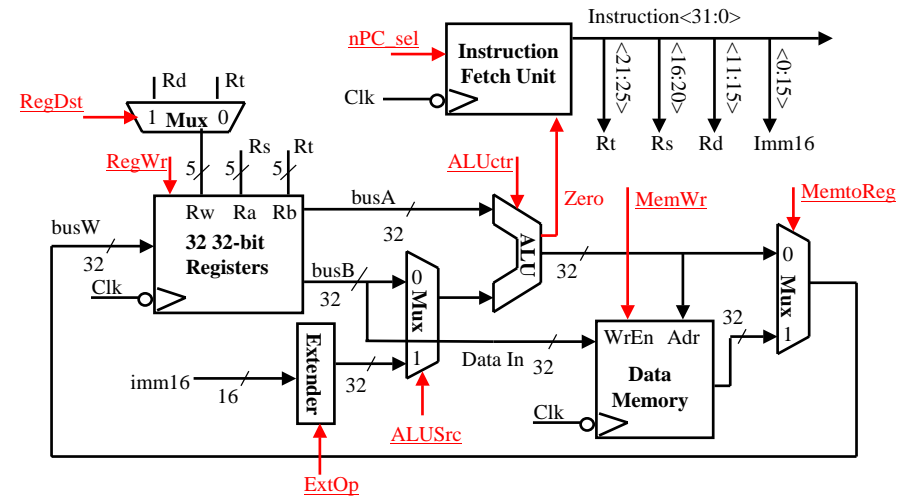 Instruction<31:0>
nPC_sel
Instruction
Fetch Unit
Clk
<21:25>
<16:20>
<11:15>
<0:15>
Rt
Rs
Rd
Imm16
Rd
Rt
RegDst
1 Mux 0
RegWr
5
5
Rs
5
Rt
ALUctr
Zero
MemWr
MemtoReg
busW
32
Rw Ra Rb
32 32-bit
Registers
Clk
busA
32
busB
32
0
Mux
1
ALU
32
0
Mux
1
imm16
16
Extender
32
Data In
32
WrEn Adr
Data
Memory
32
Clk
ALUSrc
ExtOp